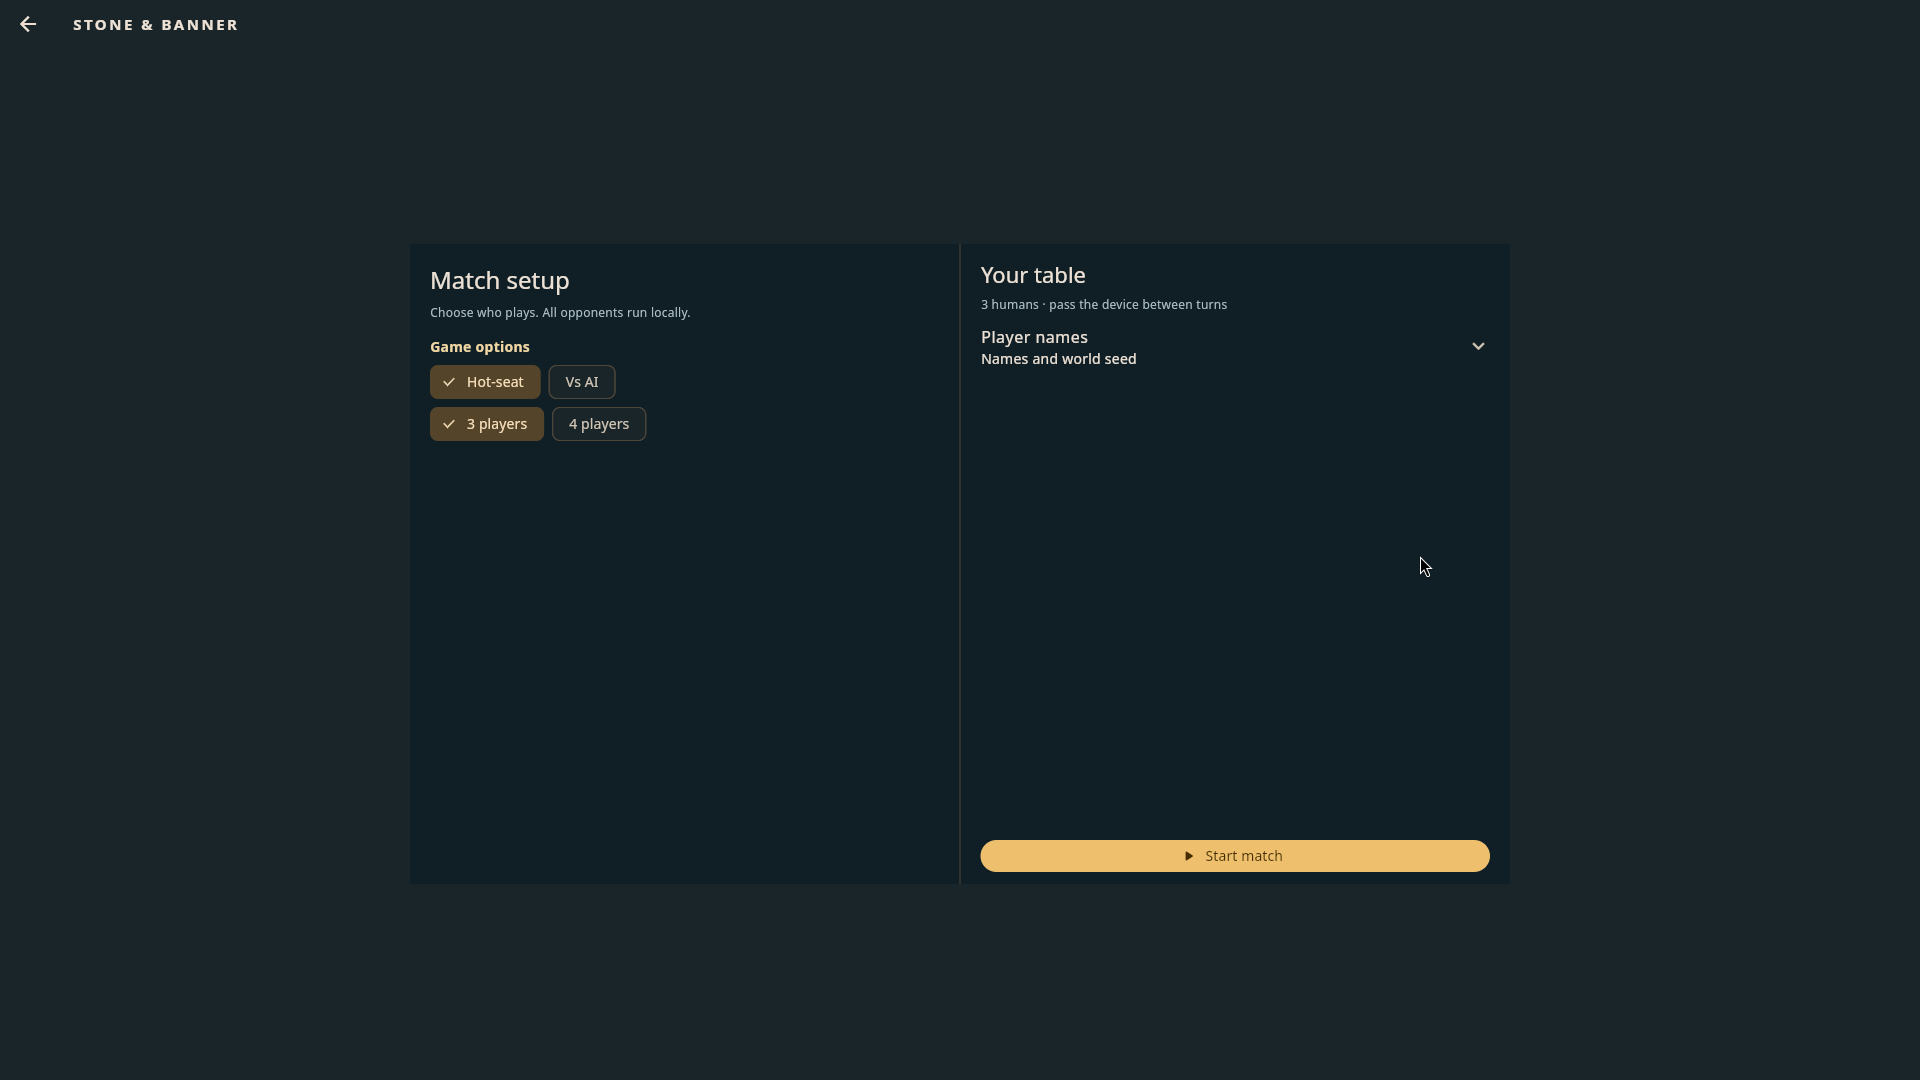 STONE & BANNER
Match setup
Choose who plays. All opponents run locally.
Game options
Hot-seat
Vs AI
3 players
4 players
Your table
3 humans · pass the device between turns
Player names
Names and world seed
Start match